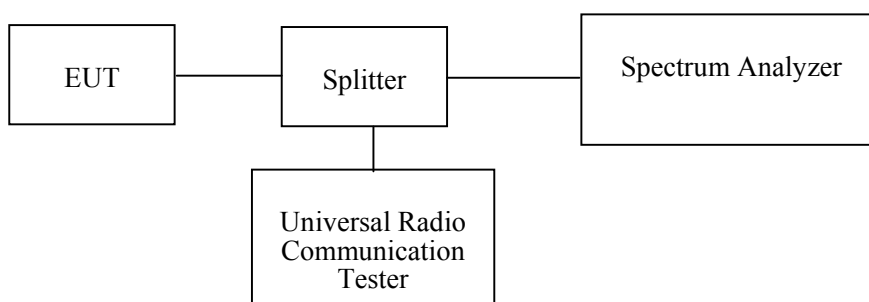 EUT
Splitter
Spectrum Analyzer
Universal Radio
Communication
Tester